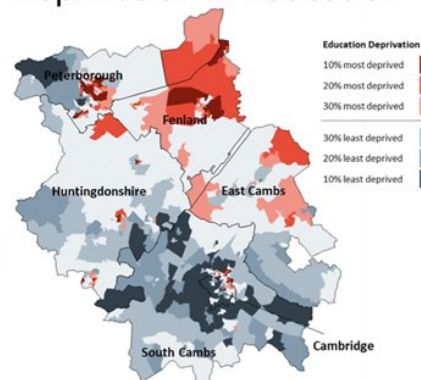 Education Deprivation
10% most deprived
20% most deprived
30% most deprived
30% least deprived
20% least deprived
10% least deprived
Peterborough
Fenland
Huntingdonshire
East Cambs
Cambridge
South Cambs